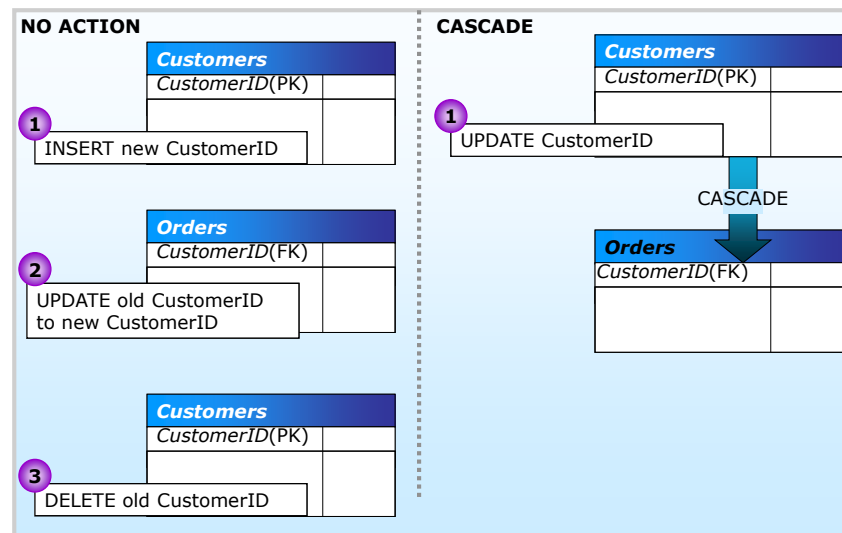 NO ACTION
Customers
CustomerID(PK)
1
INSERT new CustomerID
Orders
CustomerID(FK)
2
UPDATE old CustomerID
to new CustomerID
Customers
CustomerID(PK)
3
DELETE old CustomerID
CASCADE
Customers
CustomerID(PK)
1
UPDATE CustomerID
CASCADE
Orders
CustomerID(FK)